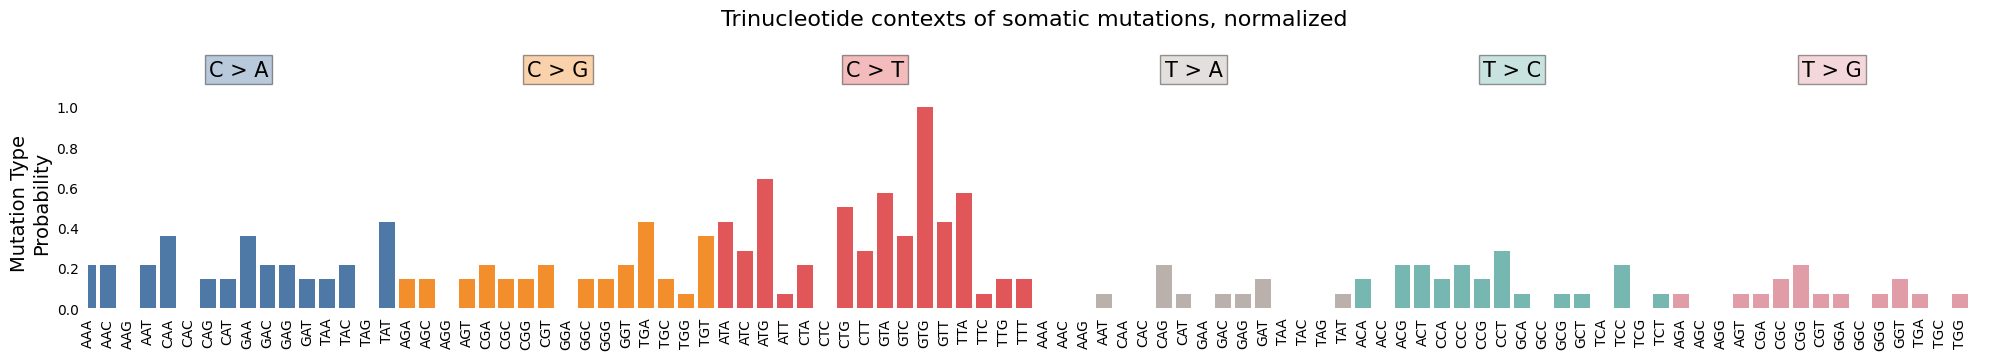 Trinucleotide contexts of somatic mutations, normalized
C > A C > G C > T T > A T > C T > G
Mutation Type
Probability
1.0
0.8
0.6
0.4
0.2
0.0
AAA AAC AAG AAT CAA CAC CAG CAT GAA GAC GAG GAT TAA TAC TAG TAT AGA AGC AGG AGT CGA CGC CGG CGT GGA GGC GGG GGT TGA TGC TGG TGT ATA ATC ATG ATT CTA CTC CTG CTT GTA GTC GTG GTT TTA TTC TTG TTT AAA AAC AAG AAT CAA CAC CAG CAT GAA GAC GAG GAT TAA TAC TAG TAT ACA ACC ACG ACT CCA CCC CCG CCT GCA GCC GCG GCT TCA TCC TCG TCT AGA AGC AGG AGT CGA CGC CGG CGT GGA GGC GGG GGT TGA TGC TGG